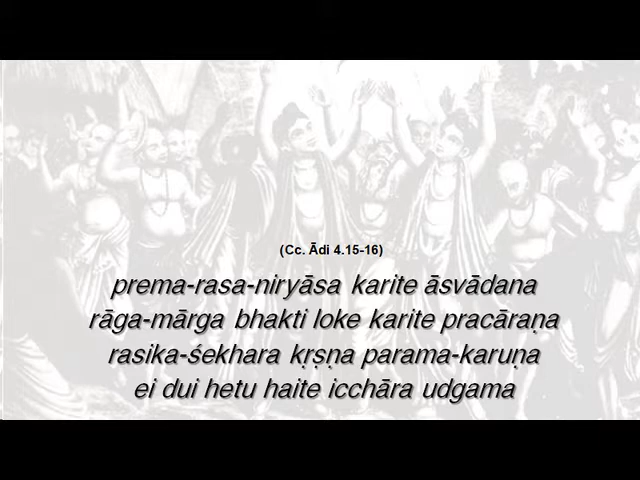 (Cc. Ādi 4.15-16)
prema-rasa-niryāsa karite āsvādana
rāga-mārga bhakti loke karite pracāraṇa
rasika-śekhara kṛṣṇa parama-karuṇa
ei dui hetu haite icchāra udgama